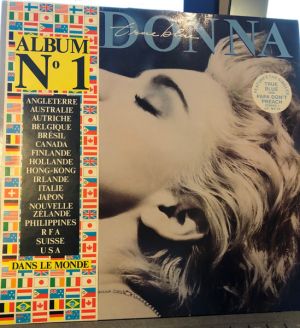 ALBUM
N° 1
ANGLETERRE
AUSTRALIE
AUTRICHE
BELGIQUE
BRÉSIL
CANADA
FINLANDE
HOLLANDE
HONG-KONG
IRLANDE
ITALIE
JAPON
NOUVELLE
ZÉLANDE
PHILIPPINES
R F A
SUISSE
U S A
DANS LE MONDE
DONNA
True Blue
TRUE
BLUE
PAPA DON'T
PREACH